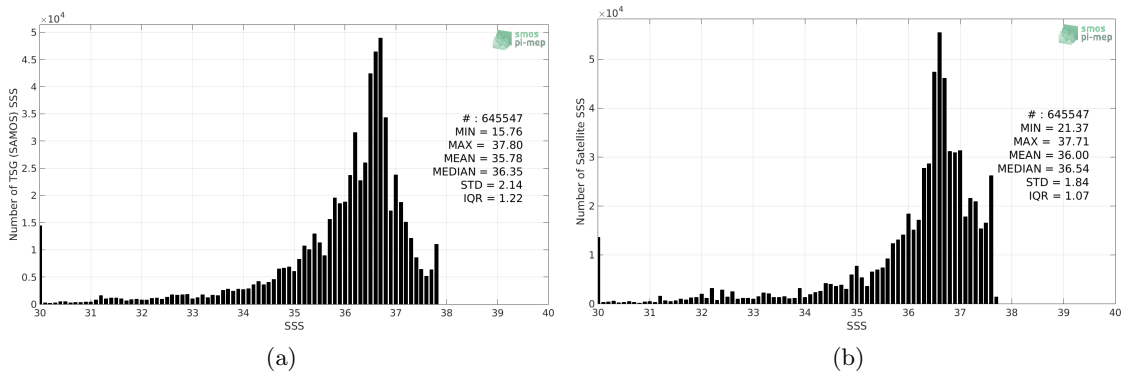 ×10⁴
smos
pi-mep
5
4.5
4
3.5
3
2.5
2
1.5
1
0.5
0
Number of TSG (SAMOS) SSS
# : 645547
MIN = 15.76
MAX = 37.80
MEAN = 35.78
MEDIAN = 36.35
STD = 2.14
IQR = 1.22
30 31 32 33 34 35 36 37 38 39 40
SSS
(a)
×10⁴
smos
pi-mep
5
4
3
2
1
0
Number of Satellite SSS
# : 645547
MIN = 21.37
MAX = 37.71
MEAN = 36.00
MEDIAN = 36.54
STD = 1.84
IQR = 1.07
30 31 32 33 34 35 36 37 38 39 40
SSS
(b)